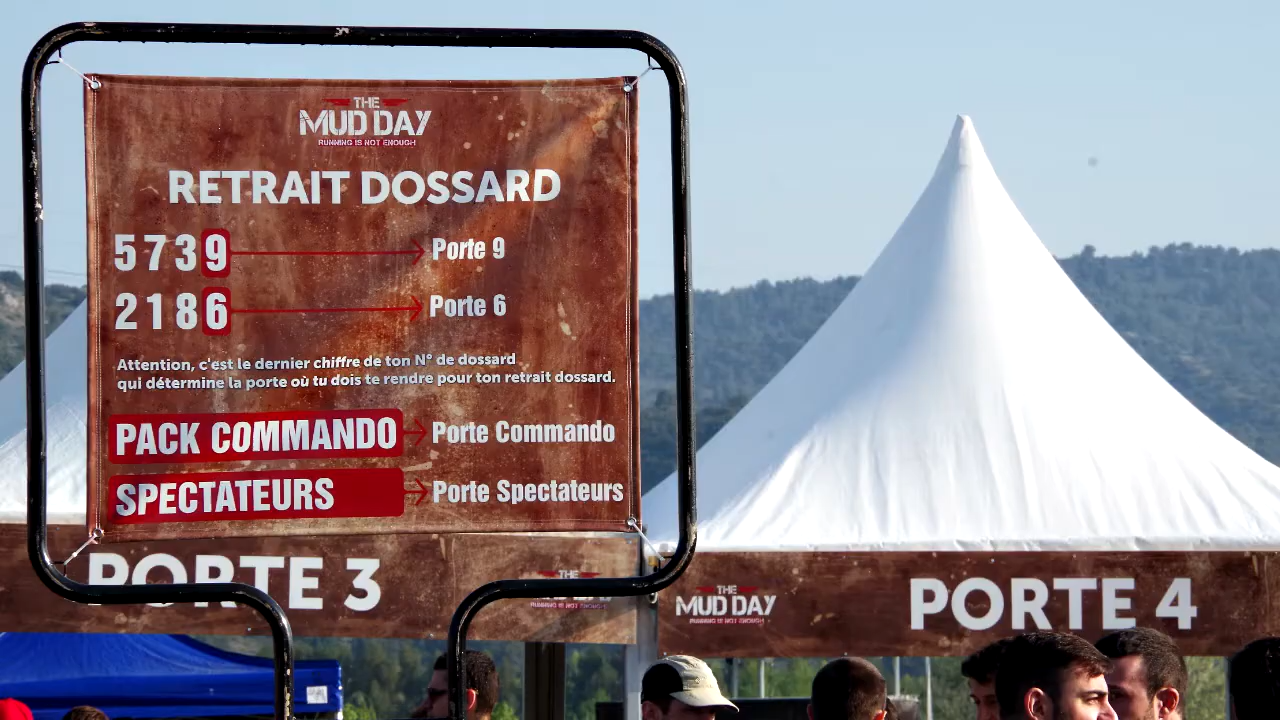 THE
MUD DAY
RUNNING IS NOT ENOUGH
RETRAIT DOSSARD
5739 → Porte 9
2186 → Porte 6
Attention, c'est le dernier chiffre de ton N° de dossard
qui détermine la porte où tu dois te rendre pour ton retrait dossard.
PACK COMMANDO → Porte Commando
SPECTATEURS → Porte Spectateurs
PORTE 3
THE
THE
MUD DAY
RUNNING IS NOT ENOUGH
PORTE 4